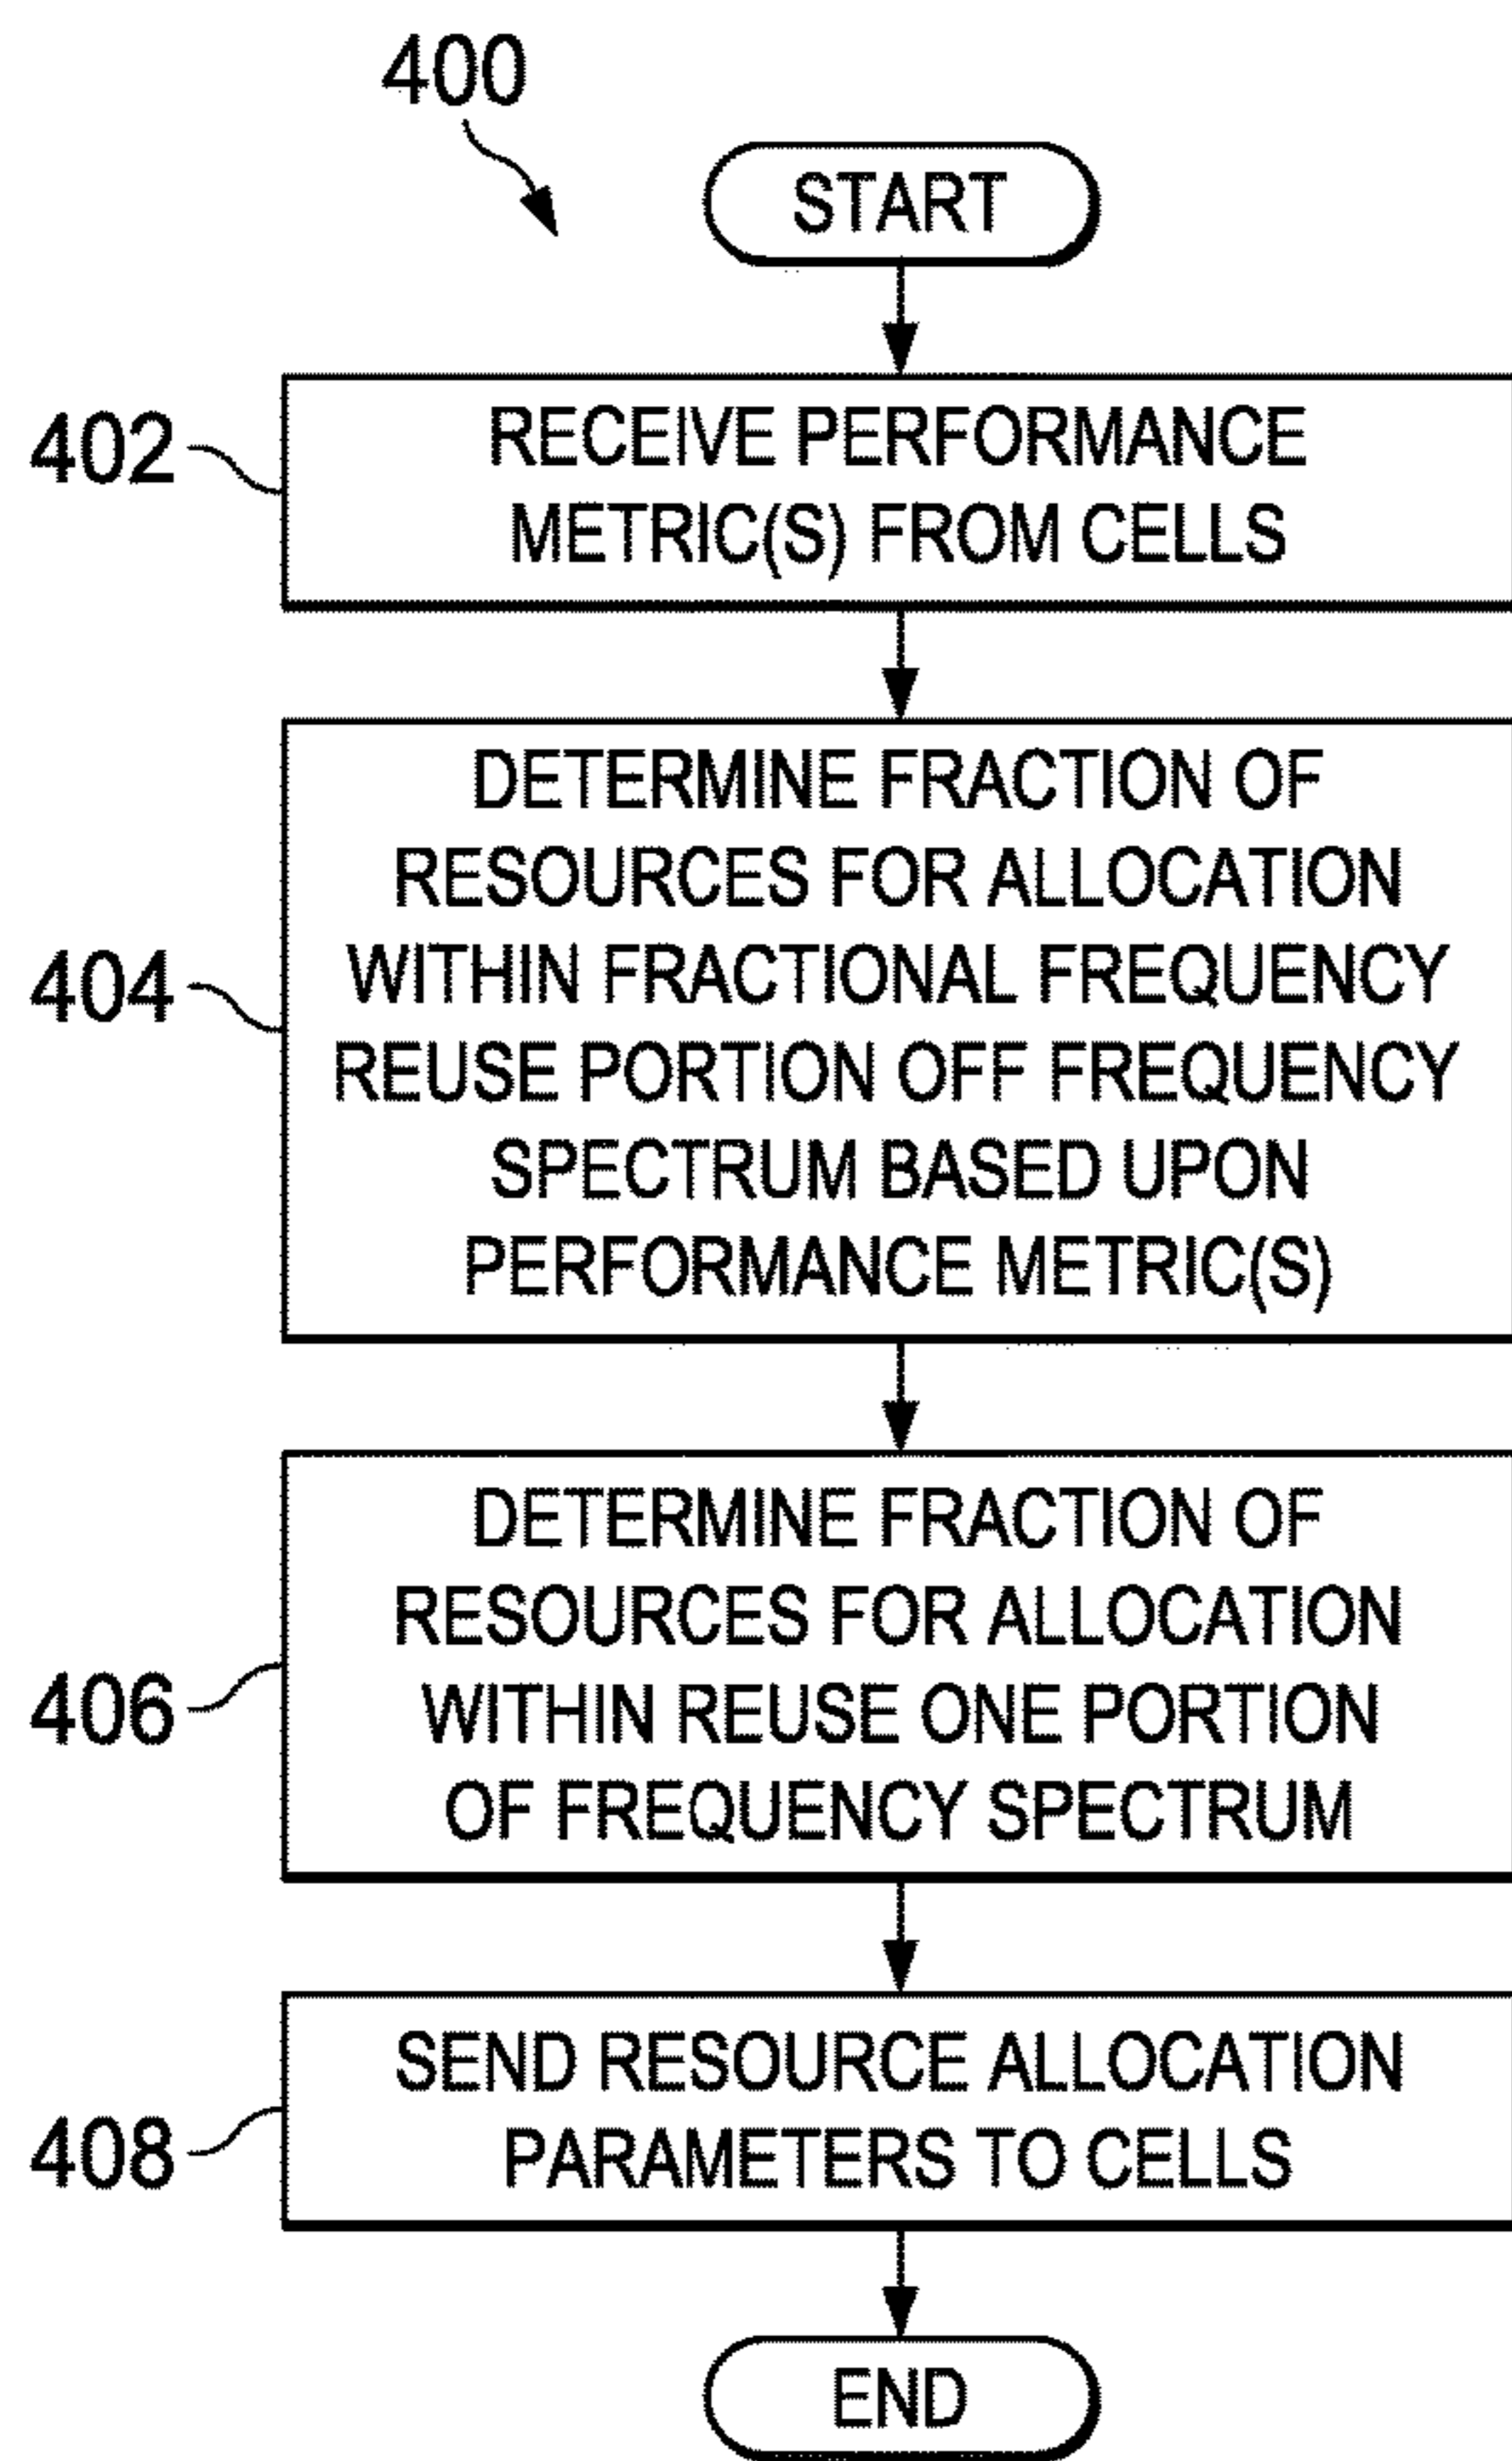 400
START
402
RECEIVE PERFORMANCE
METRIC(S) FROM CELLS
404
DETERMINE FRACTION OF
RESOURCES FOR ALLOCATION
WITHIN FRACTIONAL FREQUENCY
REUSE PORTION OFF FREQUENCY
SPECTRUM BASED UPON
PERFORMANCE METRIC(S)
406
DETERMINE FRACTION OF
RESOURCES FOR ALLOCATION
WITHIN REUSE ONE PORTION
OF FREQUENCY SPECTRUM
408
SEND RESOURCE ALLOCATION
PARAMETERS TO CELLS
END